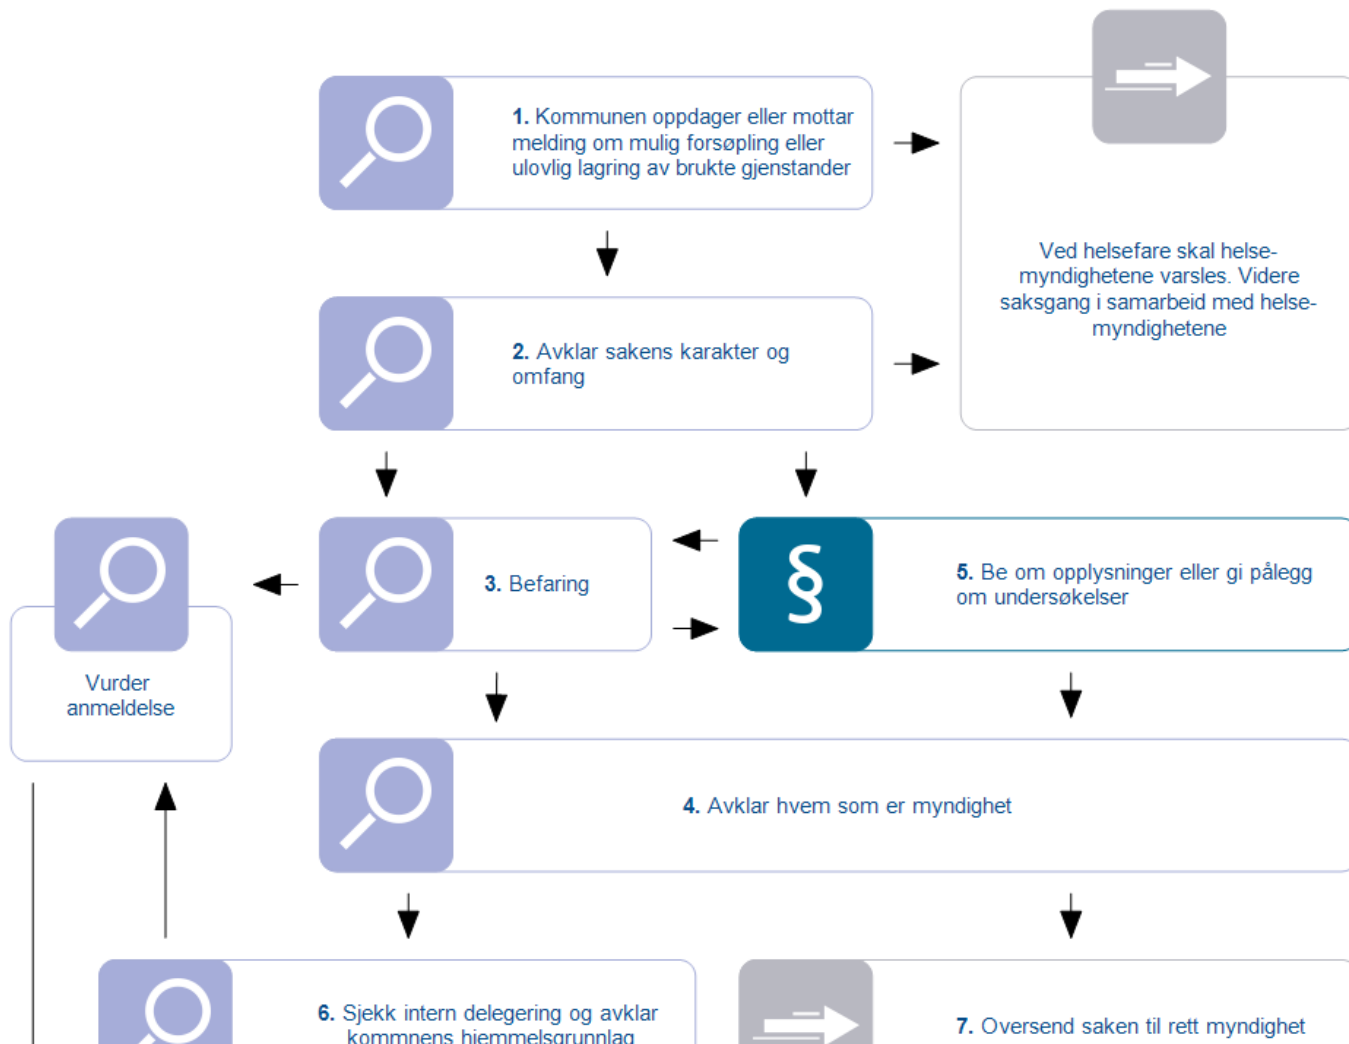 1. Kommunen oppdager eller mottar
melding om mulig forsøpling eller
ulovlig lagring av brukte gjenstander
Ved helsefare skal helse-
myndighetene varsles. Videre
saksgang i samarbeid med helse-
myndighetene
2. Avklar sakens karakter og
omfang
3. Befaring
§
5. Be om opplysninger eller gi pålegg
om undersøkelser
Vurder
anmeldelse
4. Avklar hvem som er myndighet
6. Sjekk intern delegering og avklar
kommnens hjemmelsgrunnlag
7. Oversend saken til rett myndighet